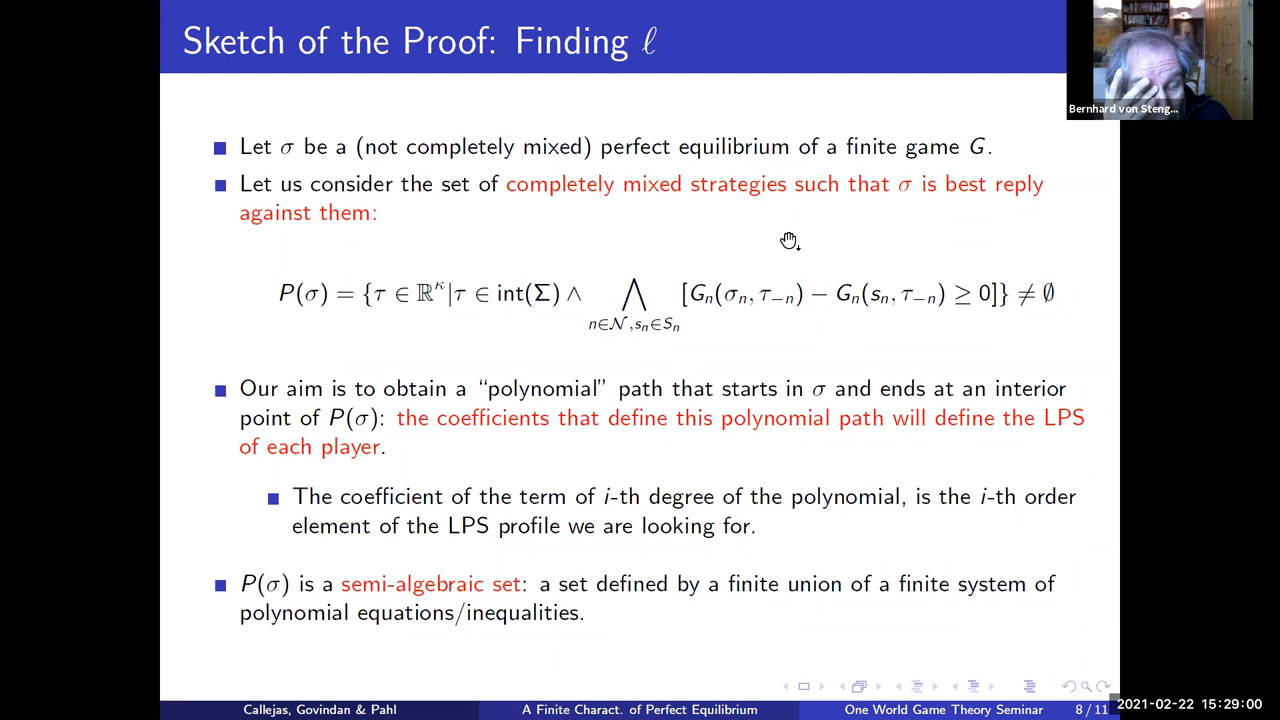 Sketch of the Proof: Finding ℓ
Bernhard von Steng...
Let σ be a (not completely mixed) perfect equilibrium of a finite game G.
Let us consider the set of completely mixed strategies such that σ is best reply
against them:
P(σ) = {τ ∈ ℝ^κ | τ ∈ int(Σ) ∧ ⋀_{n∈𝒩, s_n∈S_n} [G_n(σ_n, τ_{-n}) − G_n(s_n, τ_{-n}) ≥ 0]} ≠ ∅
Our aim is to obtain a “polynomial” path that starts in σ and ends at an interior
point of P(σ): the coefficients that define this polynomial path will define the LPS
of each player.
The coefficient of the term of i-th degree of the polynomial, is the i-th order
element of the LPS profile we are looking for.
P(σ) is a semi-algebraic set: a set defined by a finite union of a finite system of
polynomial equations/inequalities.
Callejas, Govindan & Pahl A Finite Charact. of Perfect Equilibrium One World Game Theory Seminar 8 / 11
2021-02-22 15:29:00